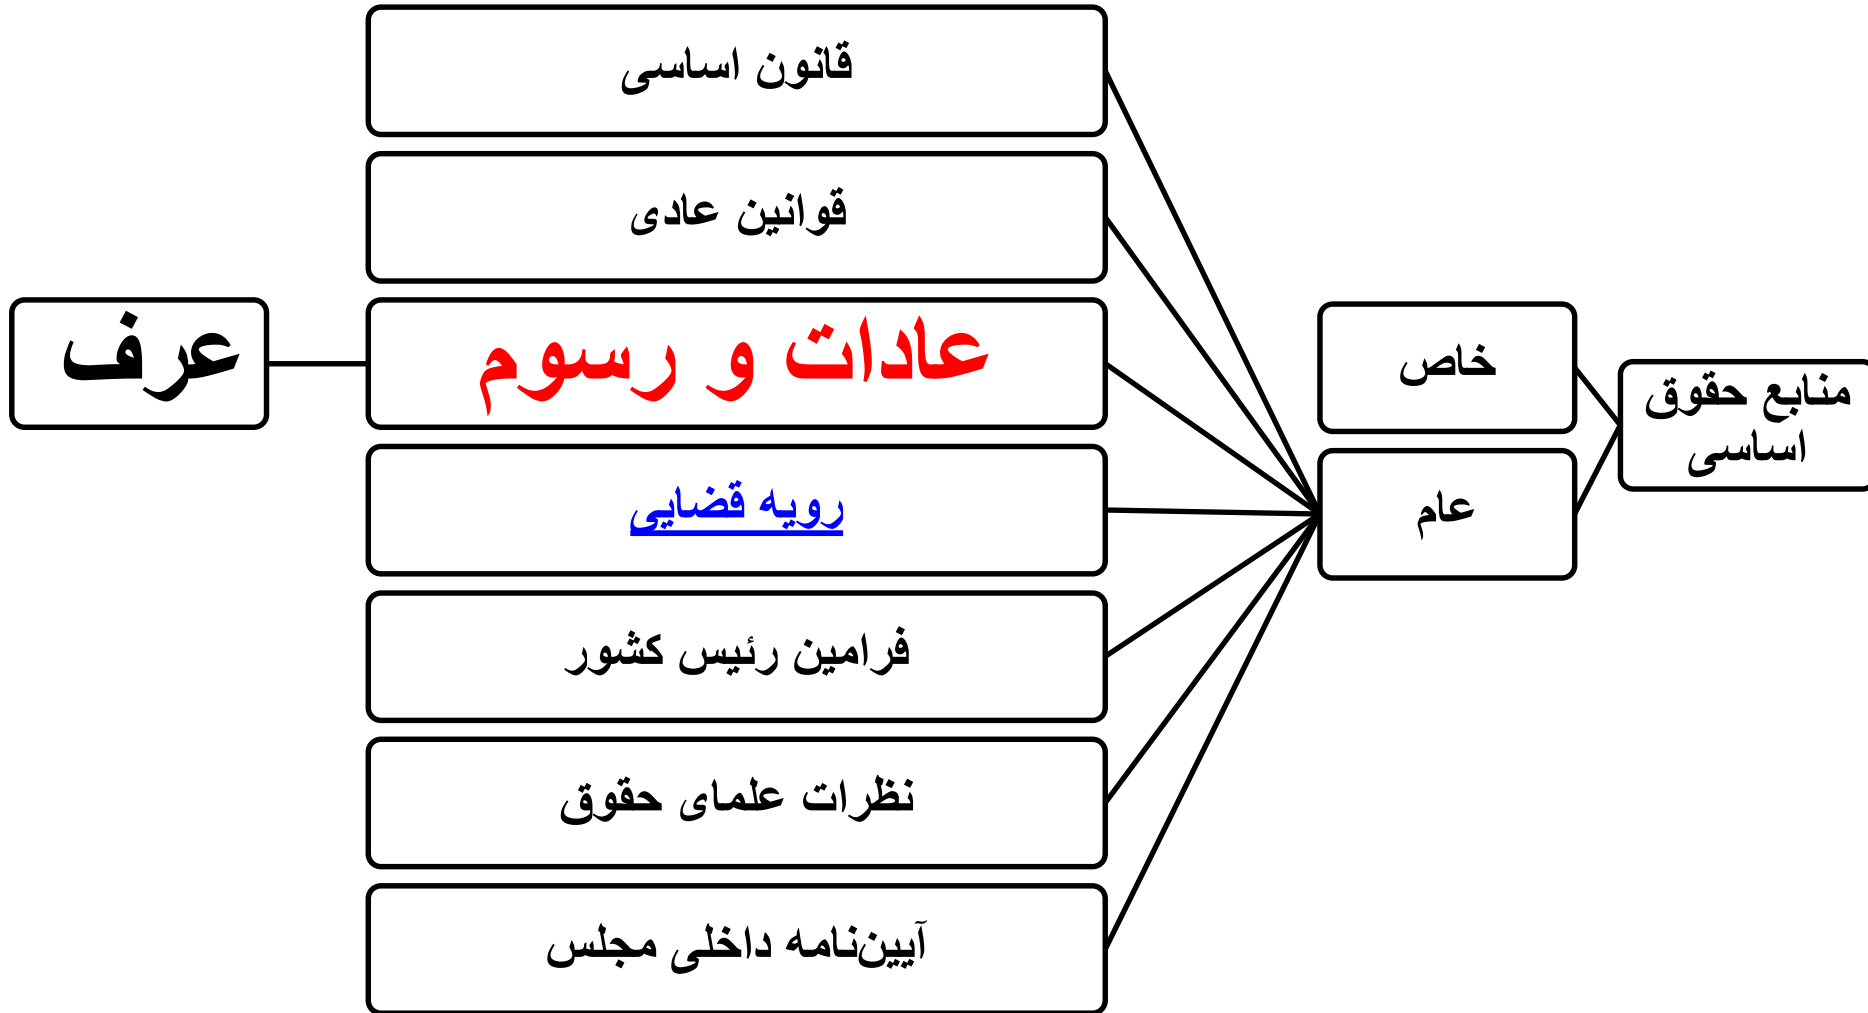 منابع حقوق
اساسی
خاص
عام
قانون اساسی
قوانین عادی
عادات و رسوم
رویه قضایی
فرامین رئیس کشور
نظرات علمای حقوق
آیین‌نامه داخلی مجلس
عرف